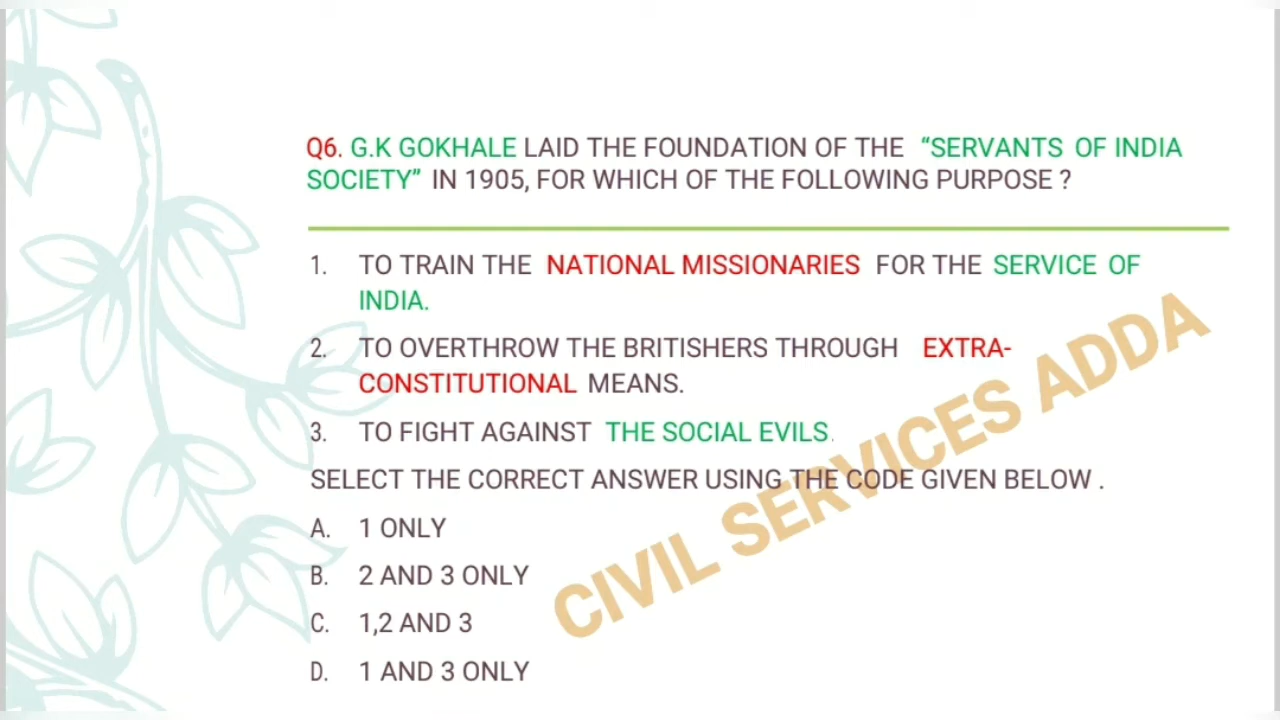 Q6. G.K GOKHALE LAID THE FOUNDATION OF THE “SERVANTS OF INDIA
SOCIETY” IN 1905, FOR WHICH OF THE FOLLOWING PURPOSE ?
1. TO TRAIN THE NATIONAL MISSIONARIES FOR THE SERVICE OF
INDIA.
2. TO OVERTHROW THE BRITISHERS THROUGH EXTRA-
CONSTITUTIONAL MEANS.
3. TO FIGHT AGAINST THE SOCIAL EVILS.
SELECT THE CORRECT ANSWER USING THE CODE GIVEN BELOW .
A. 1 ONLY
B. 2 AND 3 ONLY
C. 1,2 AND 3
D. 1 AND 3 ONLY
CIVIL SERVICES ADDA